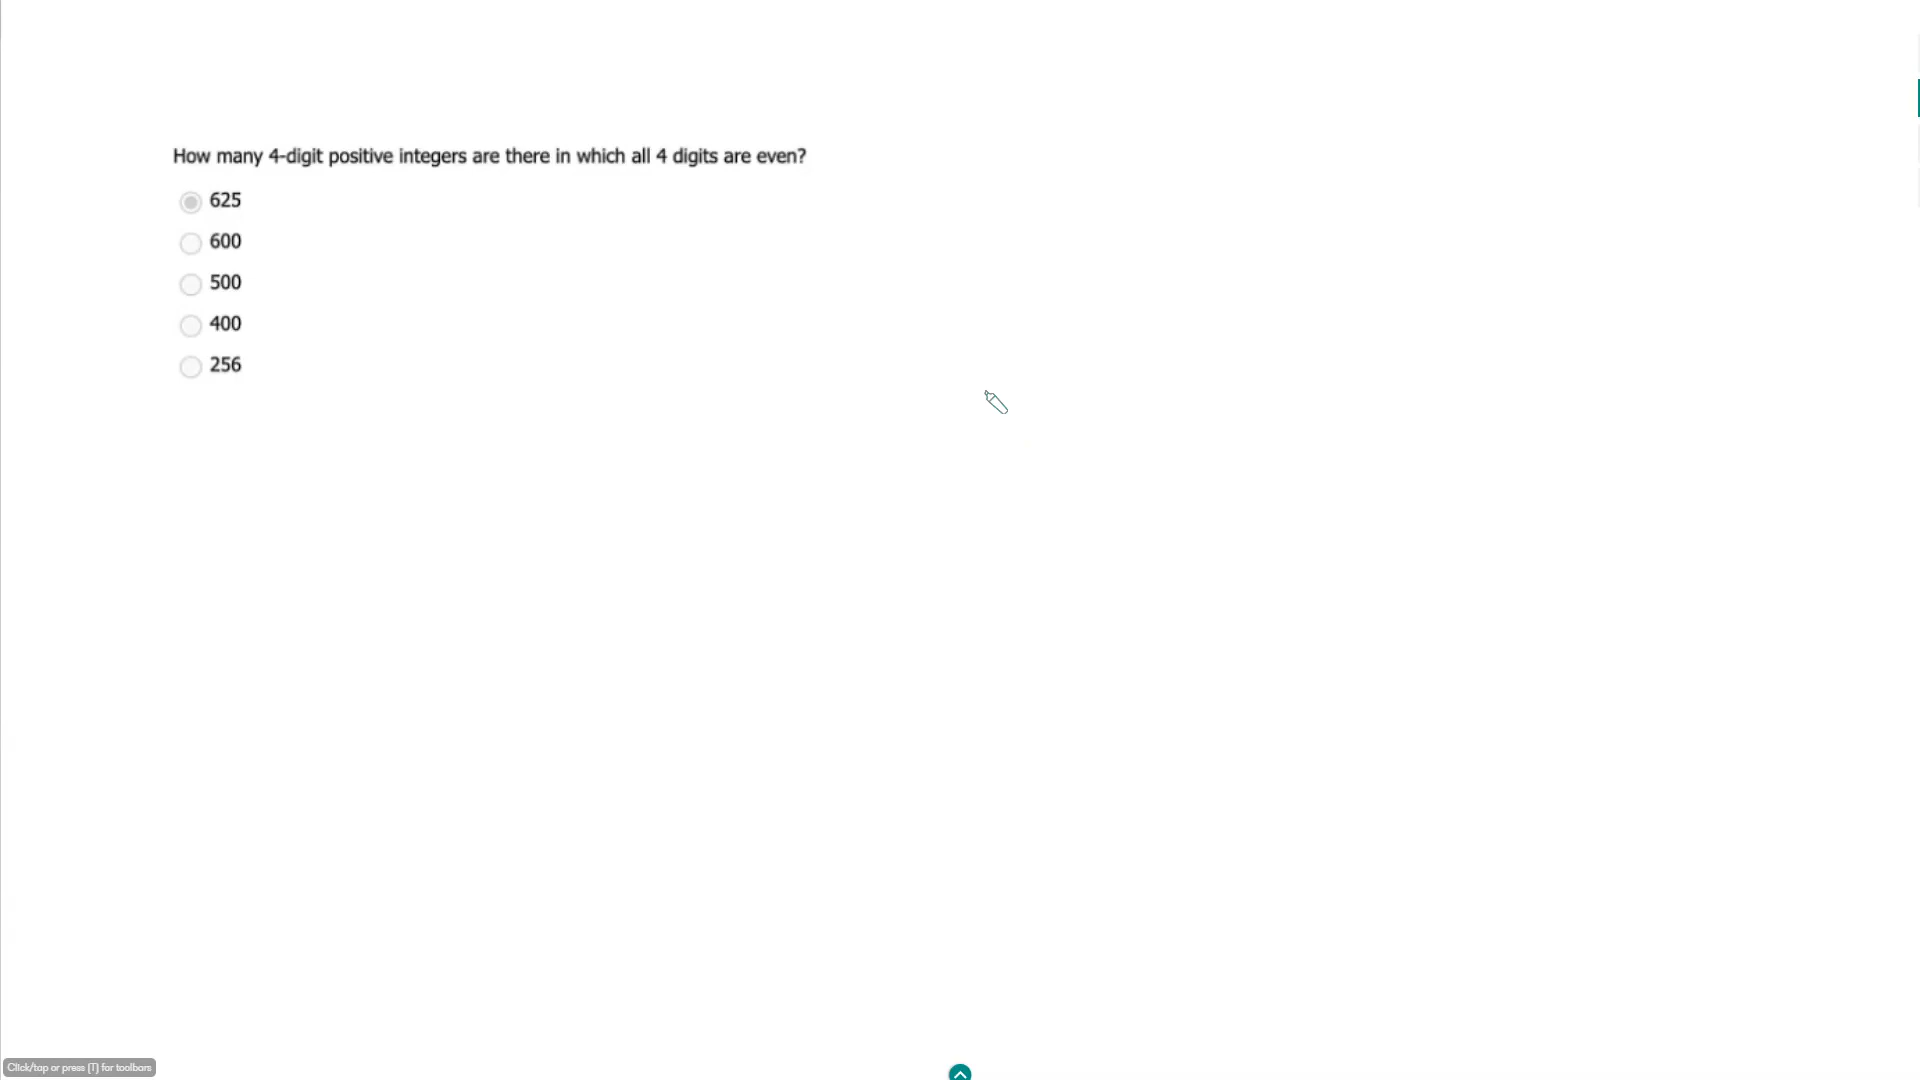 How many 4-digit positive integers are there in which all 4 digits are even?
625
600
500
400
256
Click/tap or press [T] for toolbars